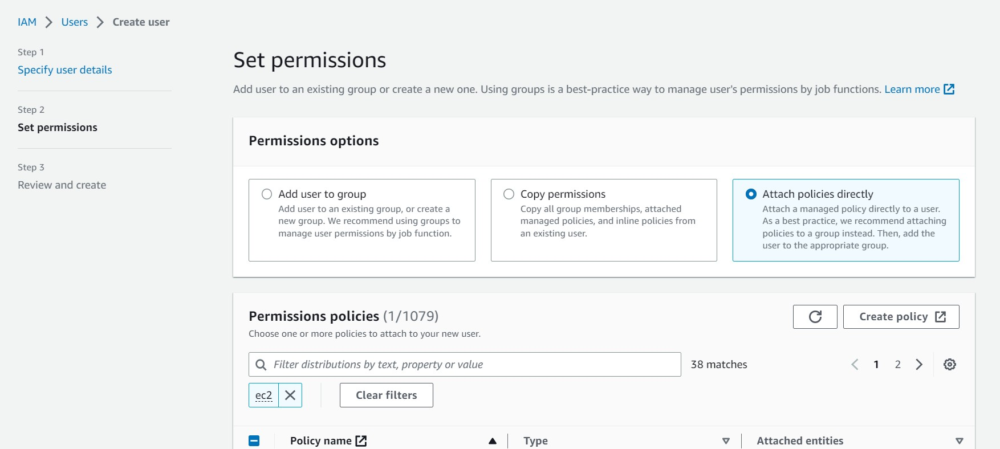 IAM > Users > Create user
Step 1
Specify user details
Step 2
Set permissions
Step 3
Review and create
Set permissions
Add user to an existing group or create a new one. Using groups is a best-practice way to manage user's permissions by job functions. Learn more
Permissions options
Add user to group
Add user to an existing group, or create a
new group. We recommend using groups to
manage user permissions by job function.
Copy permissions
Copy all group memberships, attached
managed policies, and inline policies from
an existing user.
Attach policies directly
Attach a managed policy directly to a user.
As a best practice, we recommend attaching
policies to a group instead. Then, add the
user to the appropriate group.
Permissions policies (1/1079)
Choose one or more policies to attach to your new user.
Create policy
Filter distributions by text, property or value
38 matches
1 2
ec2
Clear filters
Policy name Type Attached entities